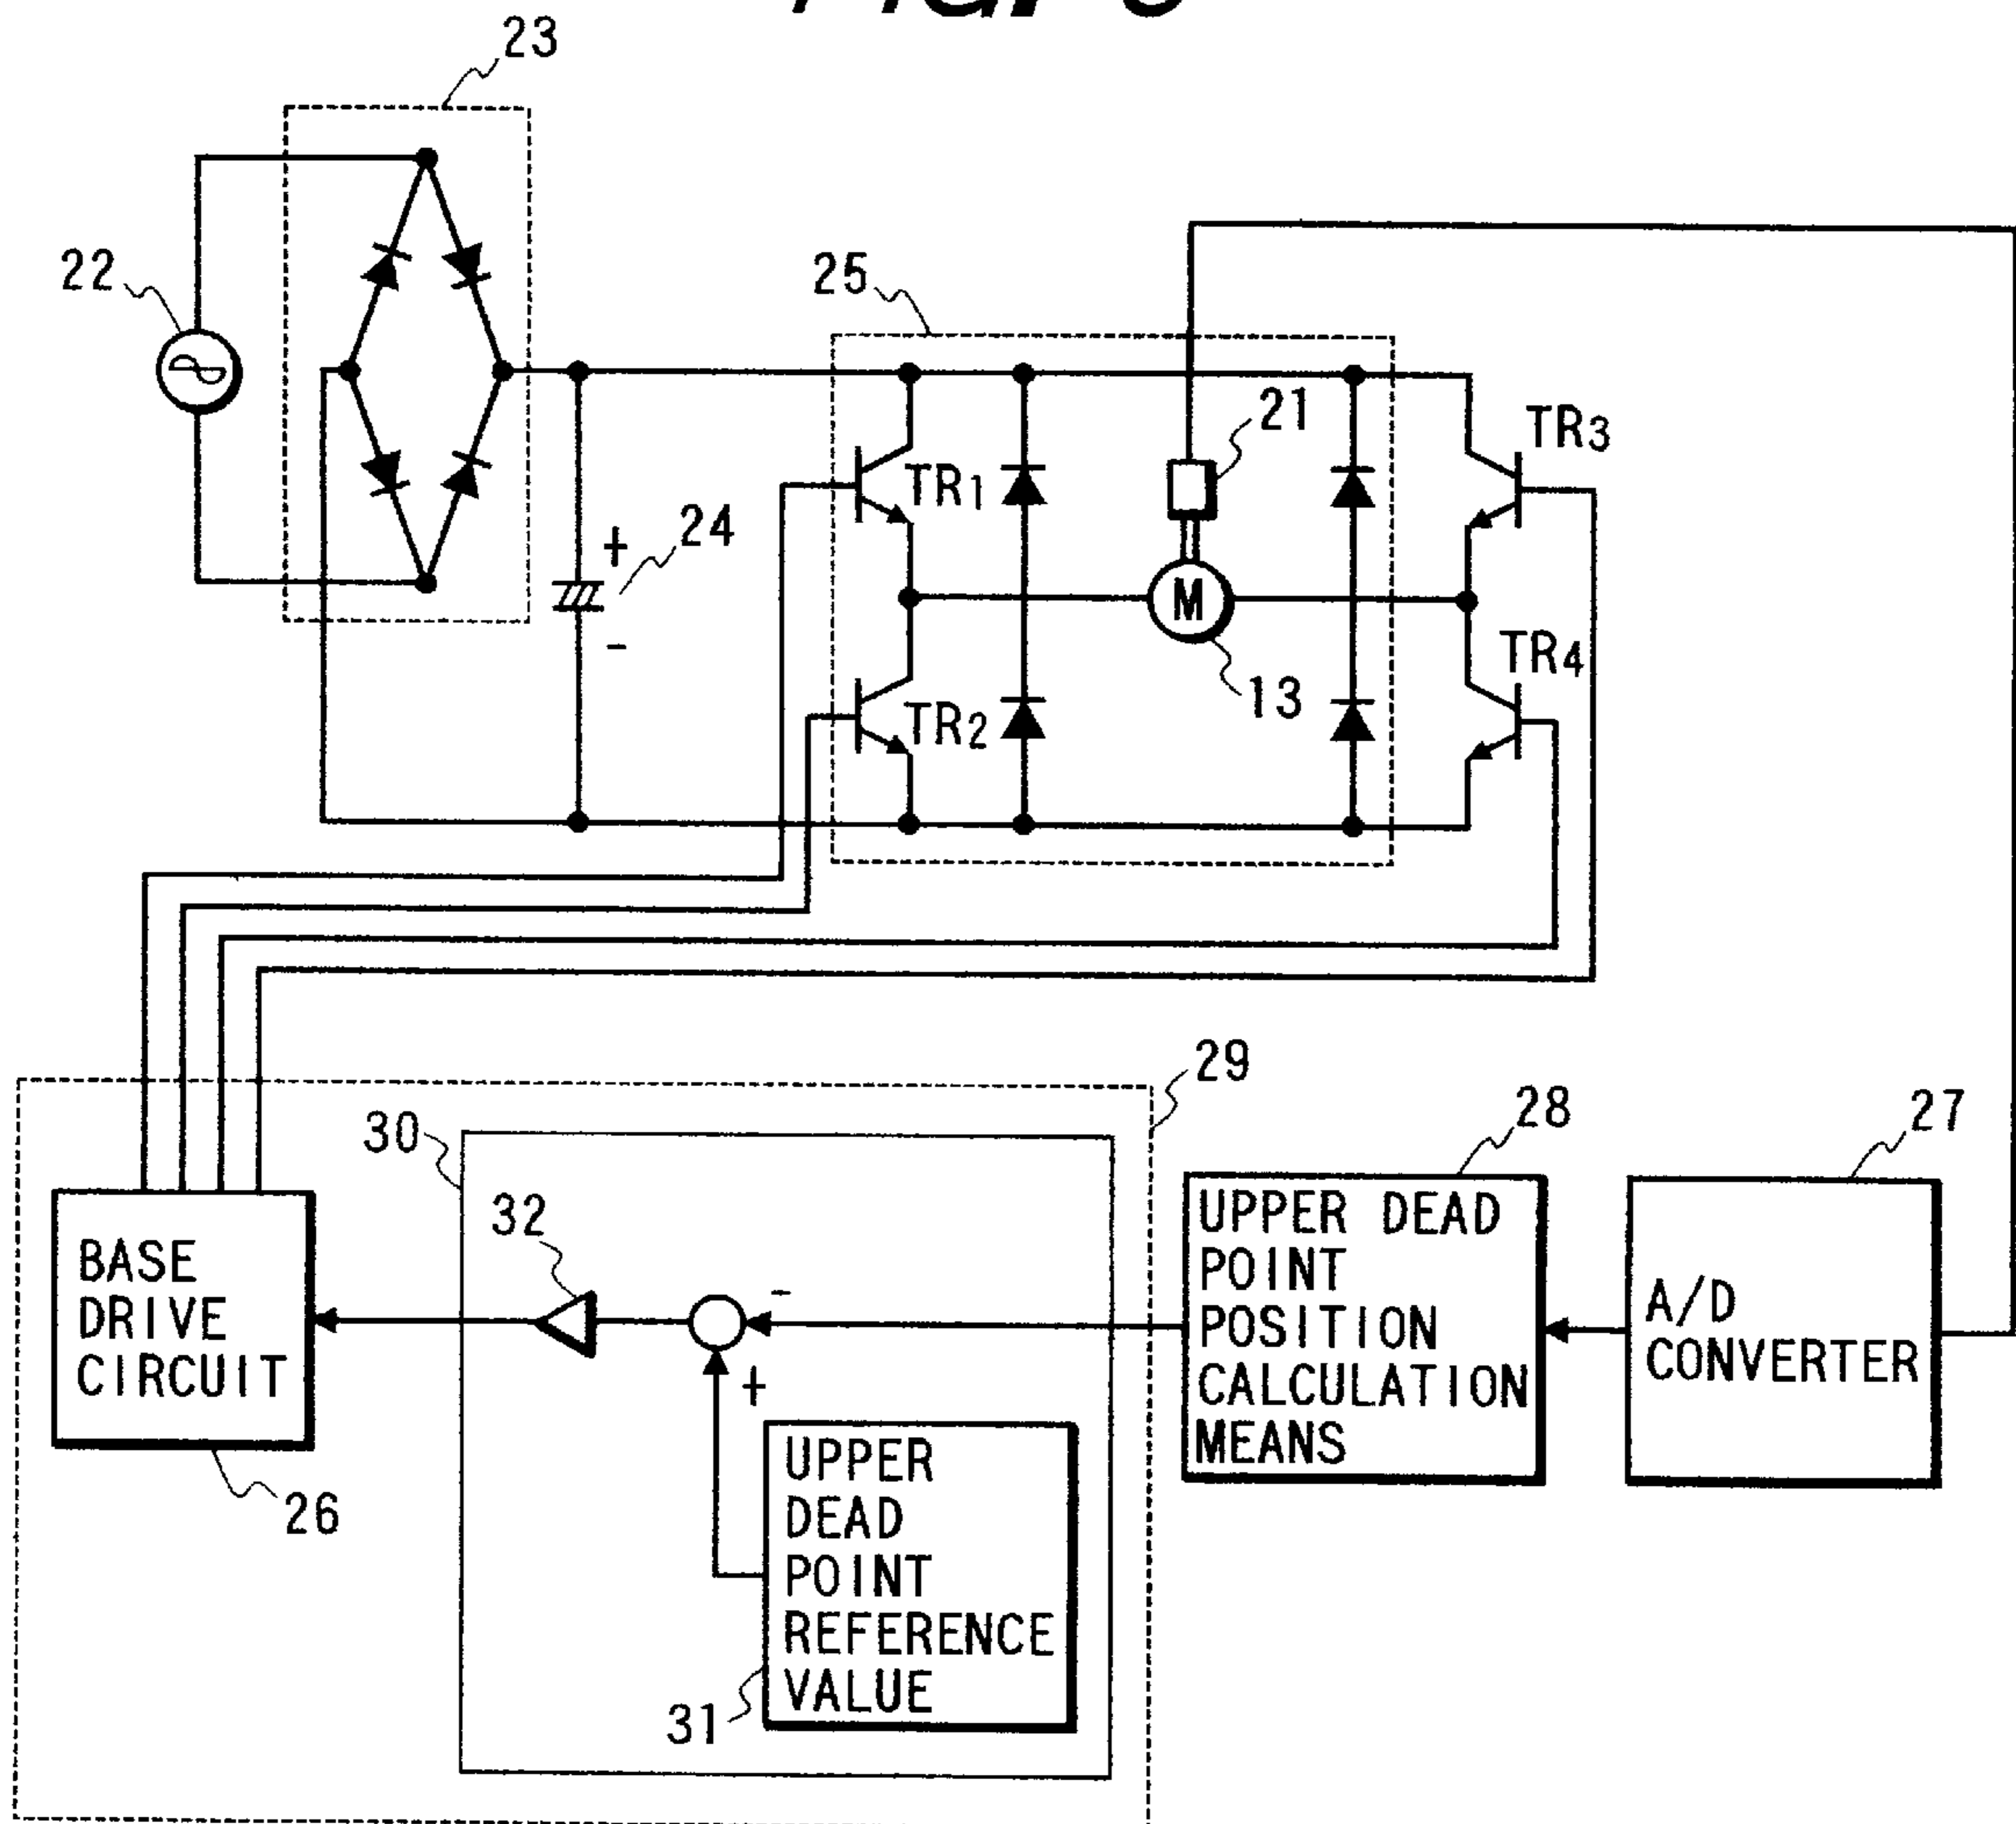 23
22
25
21
TR3
TR1
+
24
M
-
TR4
13
TR2
29
28
27
30
32
UPPER DEAD
POINT
POSITION
CALCULATION
MEANS
A/D
CONVERTER
BASE
DRIVE
CIRCUIT
-
+
UPPER
DEAD
POINT
REFERENCE
VALUE
26
31